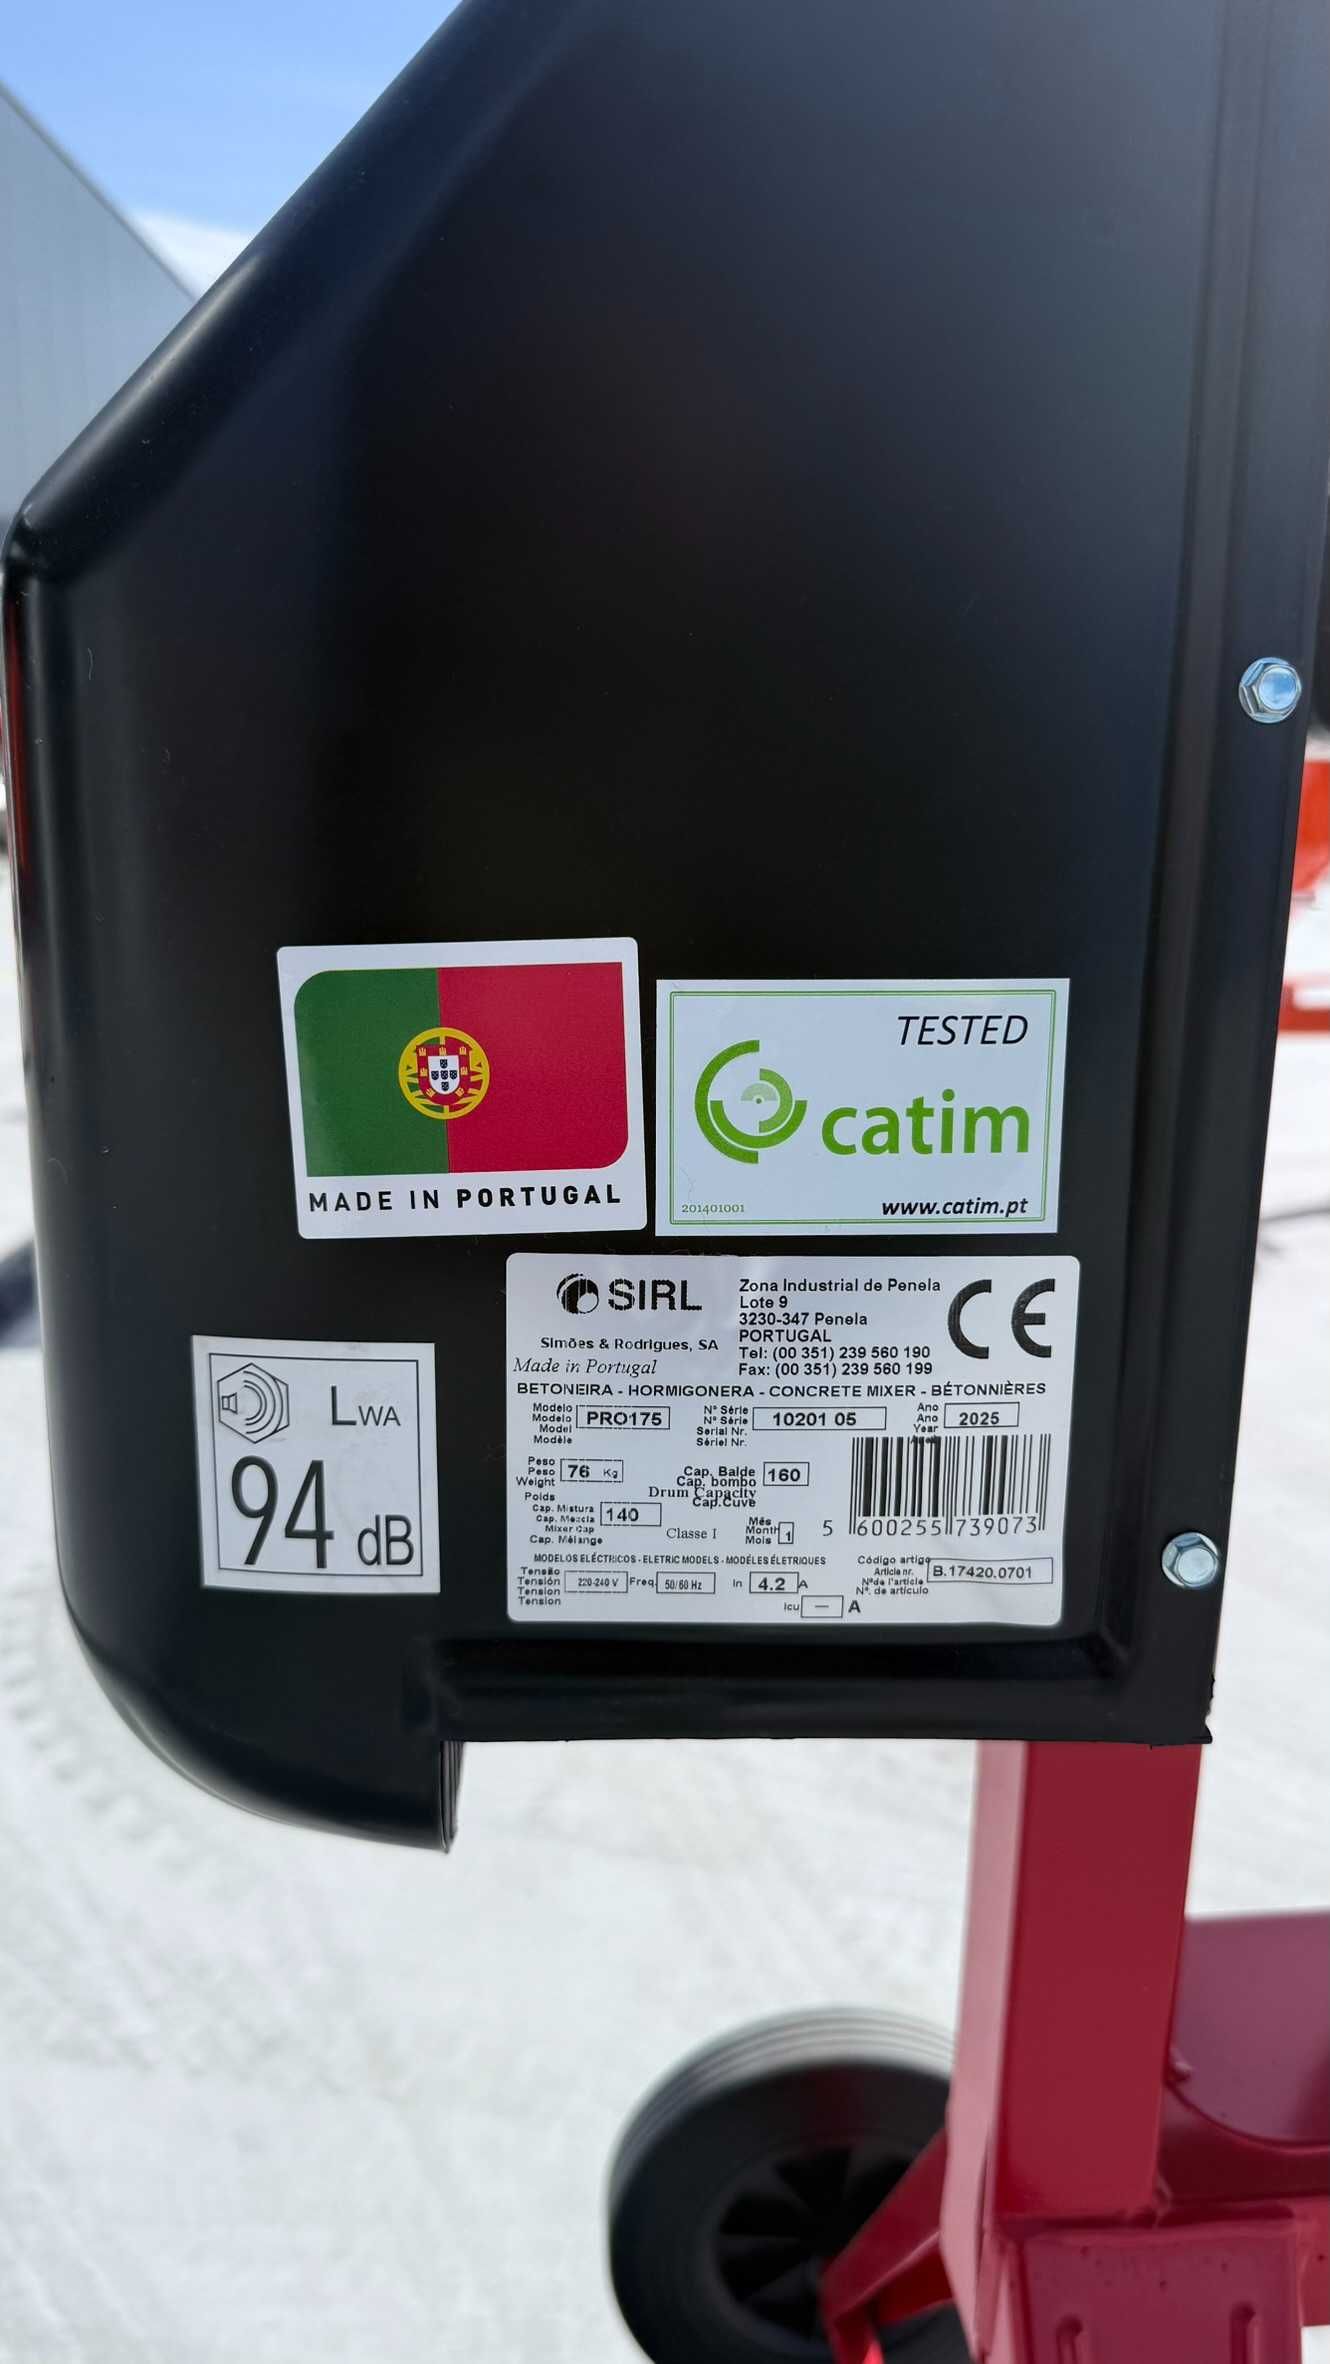 MADE IN PORTUGAL
TESTED
catim
201401001
www.catim.pt
LWA
94 dB
SIRL
Simões & Rodrigues, SA
Made in Portugal
Zona Industrial de Penela
Lote 9
3230-347 Penela
PORTUGAL
Tel: (00 351) 239 560 190
Fax: (00 351) 239 560 199
CE
BETONEIRA - HORMIGONERA - CONCRETE MIXER - BÉTONNIÈRES
Modelo
Modelo
Model
Modèle
PRO175
Nº Série
Nº Série
Serial Nr.
Sériel Nr.
10201 05
Ano
Ano
Year
2025
Peso
Peso
Weight
Poids
76 Kg
Cap. Balde
Cap. bombo
Drum Capacity
Cap.Cuve
160
Cap. Mistura
Cap. Mezcla
Mixer Cap
Cap. Mélange
140
Classe I
Mês
Month
Mois
1
5 600255 739073
MODELOS ELÉCTRICOS - ELETRIC MODELS - MODÉLES ÉLETRIQUES
Tensão
Tensión
Tension
Tension
220-240 V
Freq.
50/60 Hz
In
4.2 A
Icu
— A
Código artigo
Article nr.
Nºde l'article
Nº. de artículo
B.17420.0701